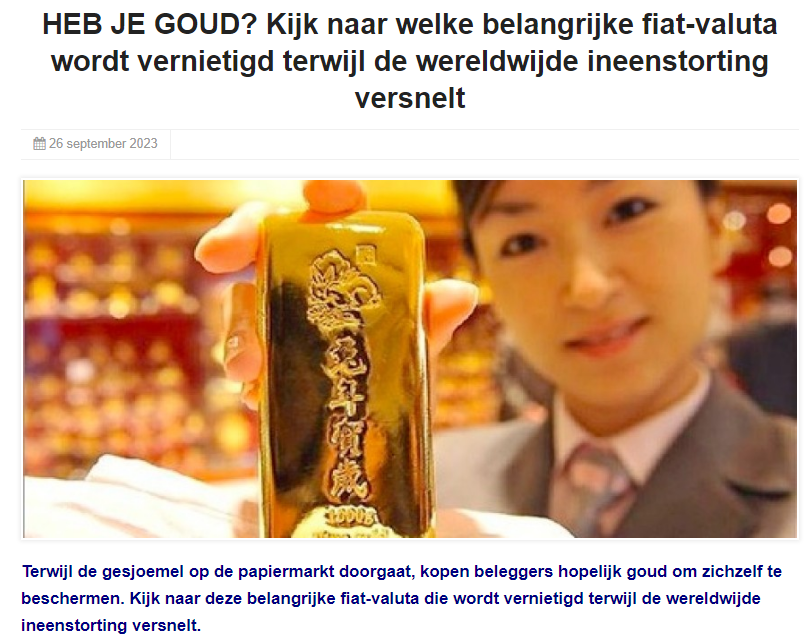 HEB JE GOUD? Kijk naar welke belangrijke fiat-valuta
wordt vernietigd terwijl de wereldwijde ineenstorting
versnelt
26 september 2023
兔
年
賀
歲
1000g
Terwijl de gesjoemel op de papiermarkt doorgaat, kopen beleggers hopelijk goud om zichzelf te
beschermen. Kijk naar deze belangrijke fiat-valuta die wordt vernietigd terwijl de wereldwijde
ineenstorting versnelt.